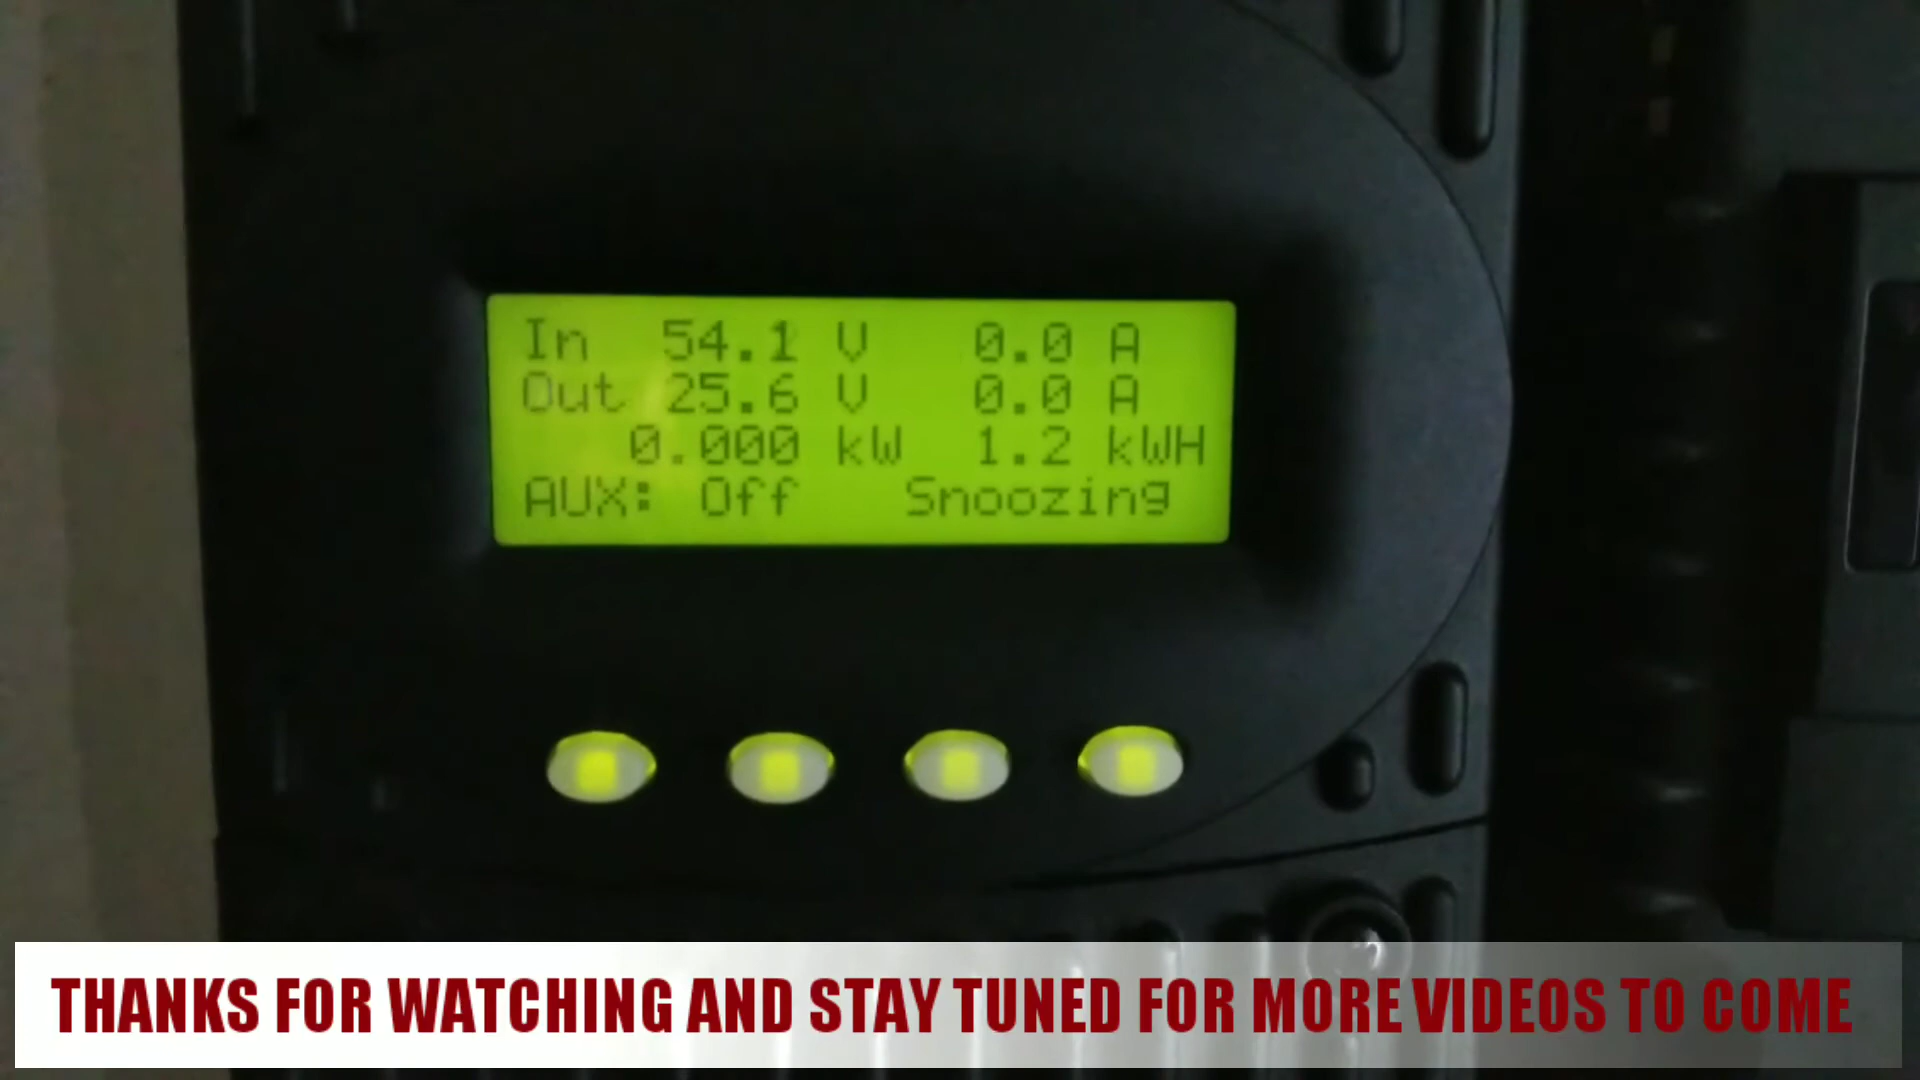 In 54.1 V 0.0 A
Out 25.6 V 0.0 A
0.000 kW 1.2 kWH
AUX: Off Snoozing
THANKS FOR WATCHING AND STAY TUNED FOR MORE VIDEOS TO COME